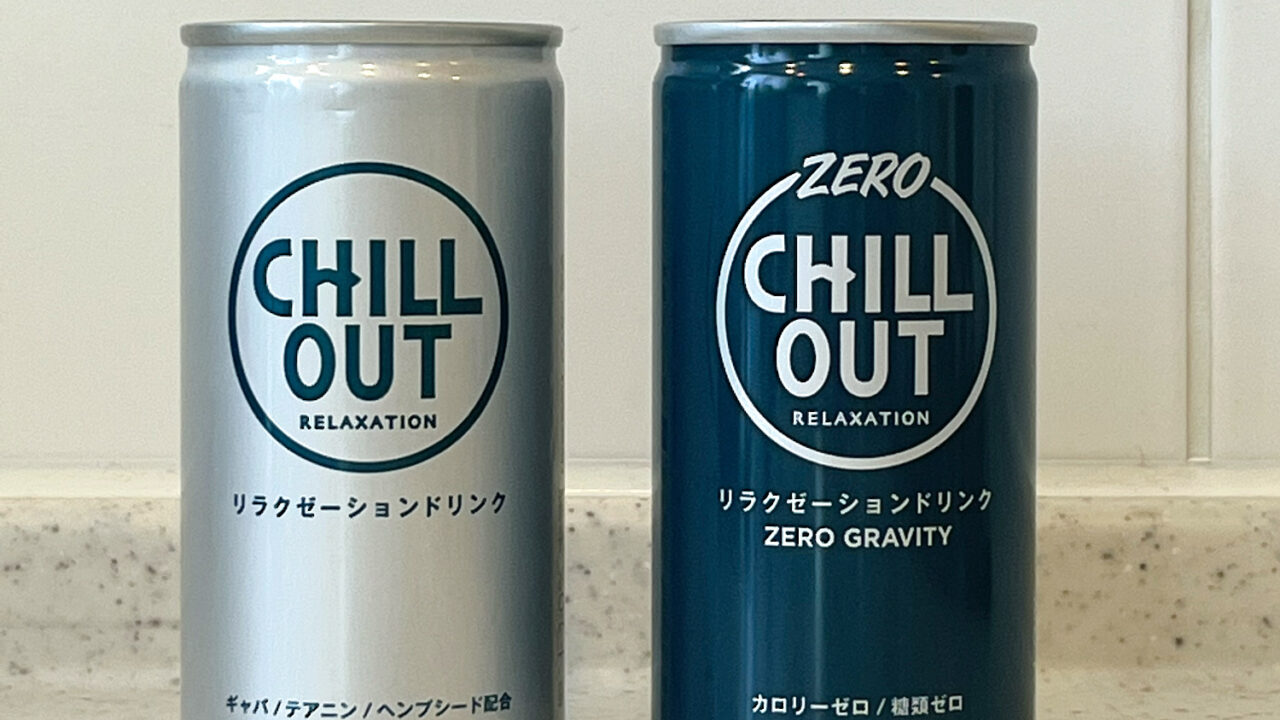 CHILL
OUT
RELAXATION
リラクゼーションドリンク
ギャバ / テアニン / ヘンプシード配合
ZERO
CHILL
OUT
RELAXATION
リラクゼーションドリンク
ZERO GRAVITY
カロリーゼロ / 糖類ゼロ